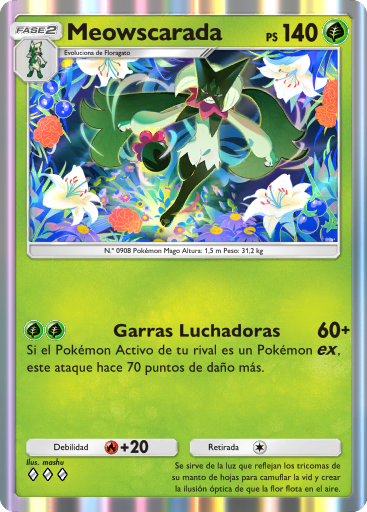 FASE 2 Meowscarada PS 140
Evoluciona de Floragato
N.º 0908 Pokémon Mago Altura: 1,5 m Peso: 31,2 kg
Garras Luchadoras 60+
Si el Pokémon Activo de tu rival es un Pokémon ex,
este ataque hace 70 puntos de daño más.
Debilidad +20 Retirada
Ilus. mashu
Se sirve de la luz que reflejan los tricomas de
su manto de hojas para camuflar la vid y crear
la ilusión óptica de que la flor flota en el aire.